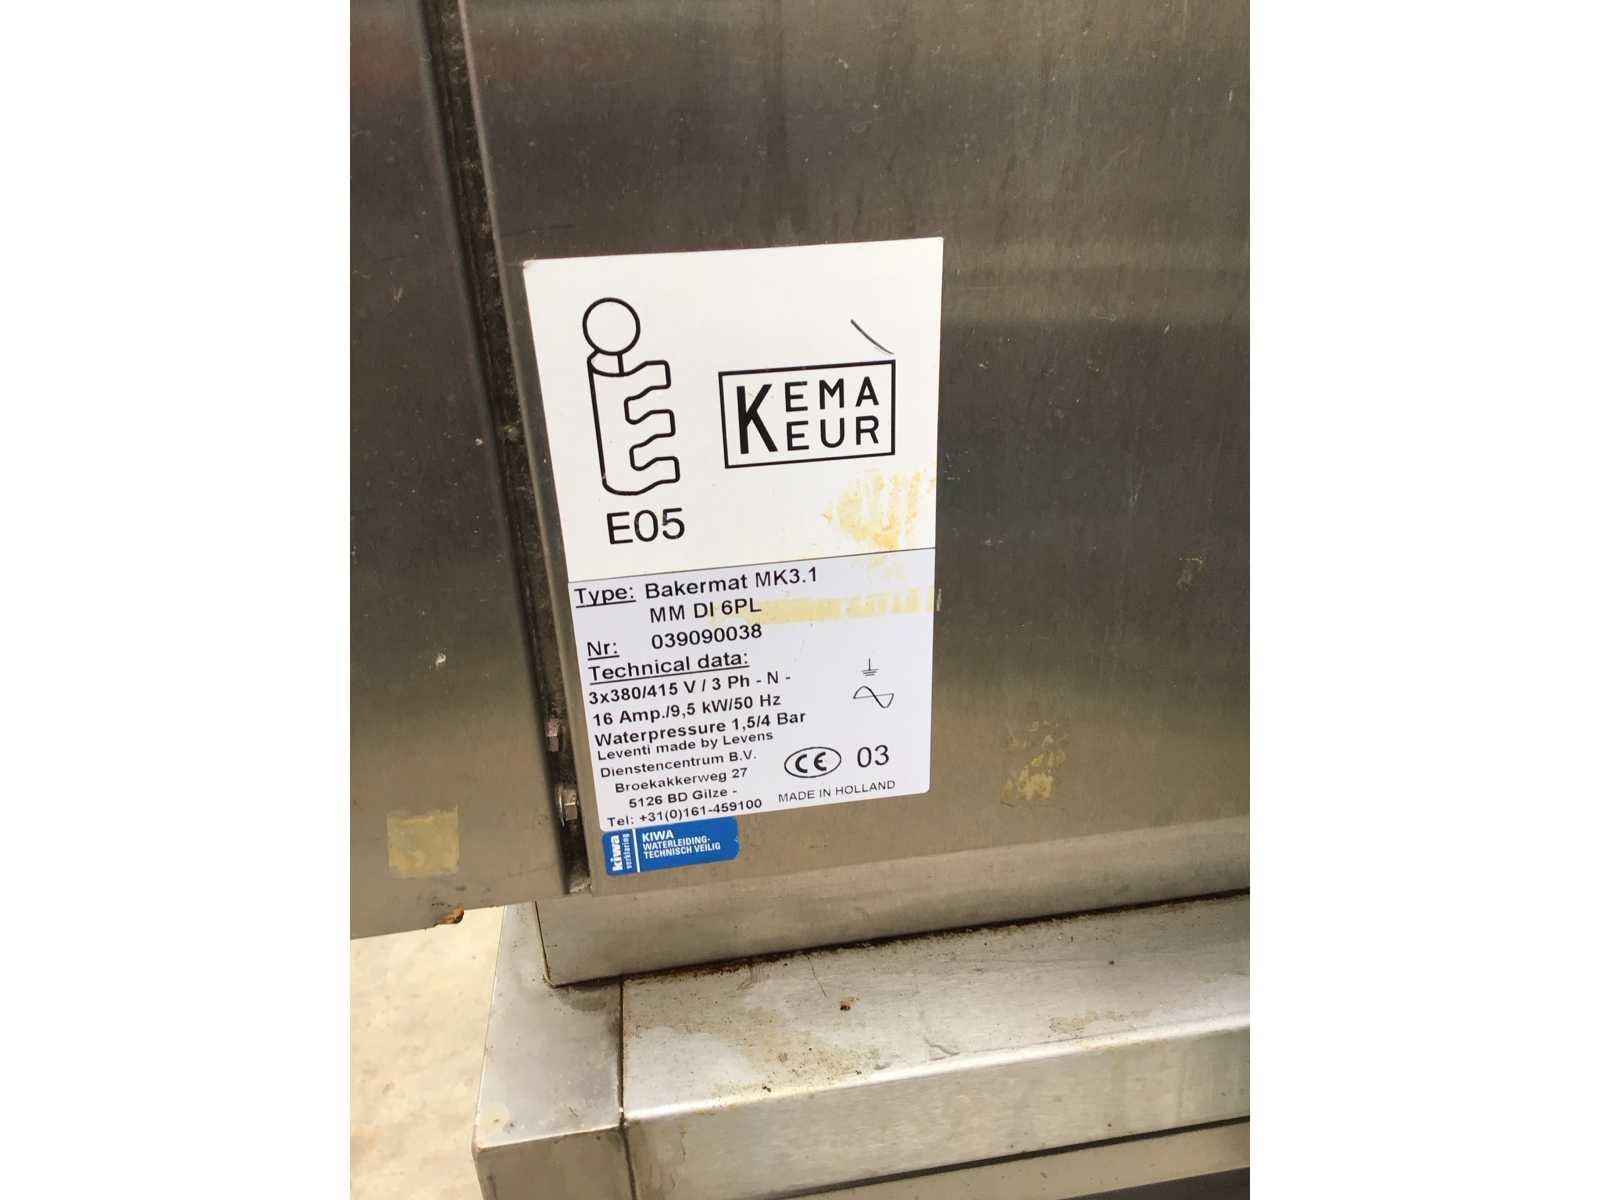 KEMA
KEUR
E05
Type: Bakermat MK3.1
MM DI 6PL
Nr: 039090038
Technical data:
3x380/415 V / 3 Ph - N -
16 Amp./9,5 kW/50 Hz
Waterpressure 1,5/4 Bar
Leventi made by Levens
Dienstencentrum B.V.
Broekakkerweg 27
5126 BD Gilze -
Tel: +31(0)161-459100
CE 03
MADE IN HOLLAND
kiwa
verklaring
KIWA
WATERLEIDING-
TECHNISCH VEILIG